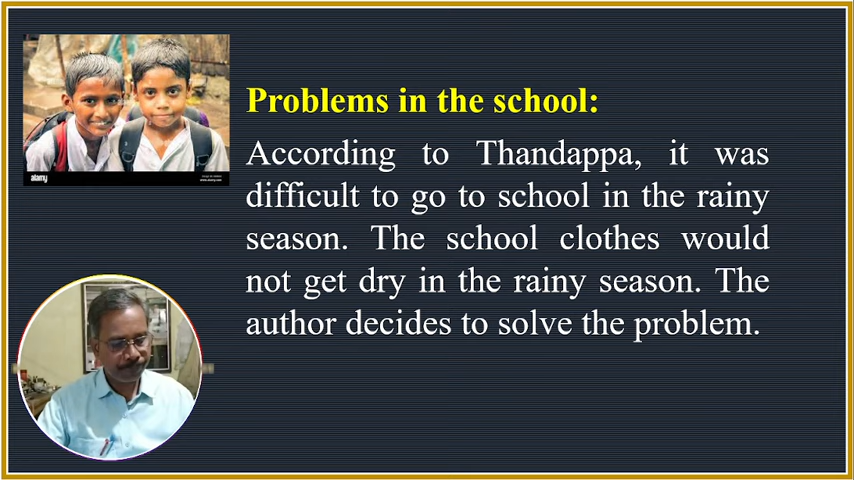 Problems in the school:
According to Thandappa, it was
difficult to go to school in the rainy
season. The school clothes would
not get dry in the rainy season. The
author decides to solve the problem.
alamy